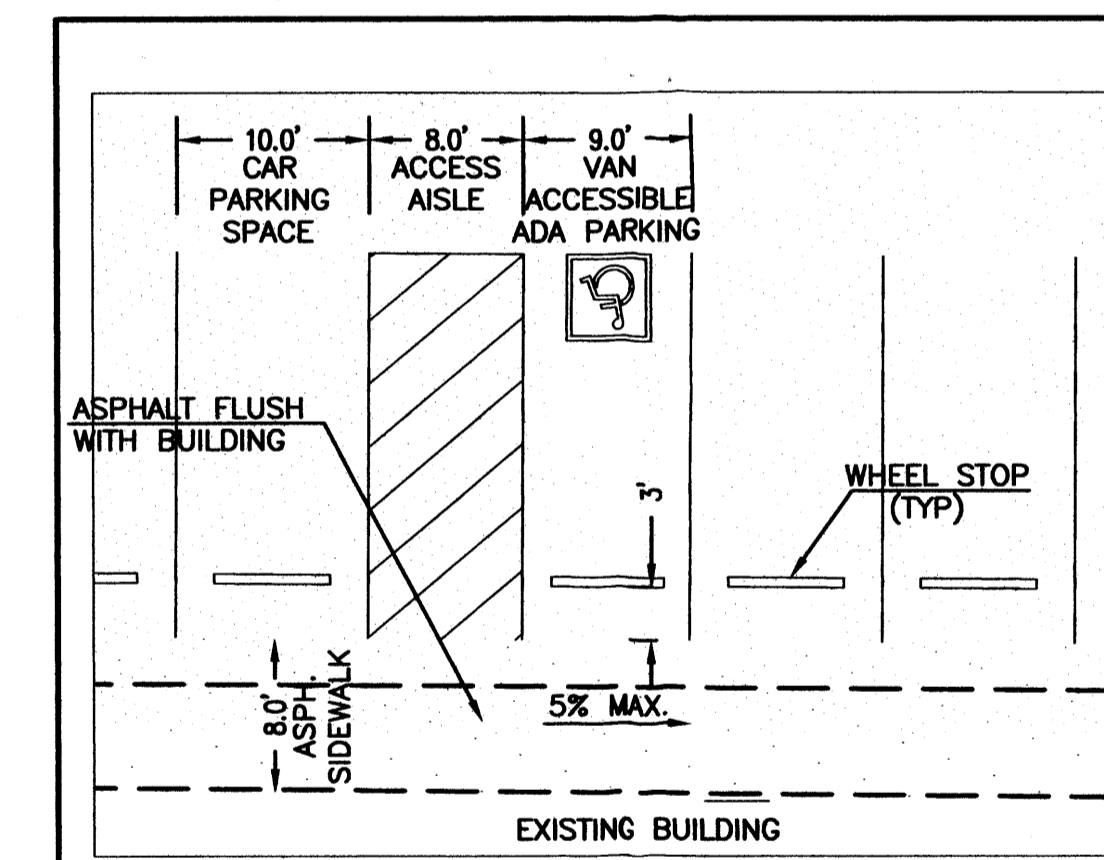 10.0'
CAR
PARKING
SPACE
8.0'
ACCESS
AISLE
9.0'
VAN
ACCESSIBLE
ADA PARKING
ASPHALT FLUSH
WITH BUILDING
3'
WHEEL STOP
(TYP)
8.0'
ASPH.
SIDEWALK
5% MAX.
EXISTING BUILDING